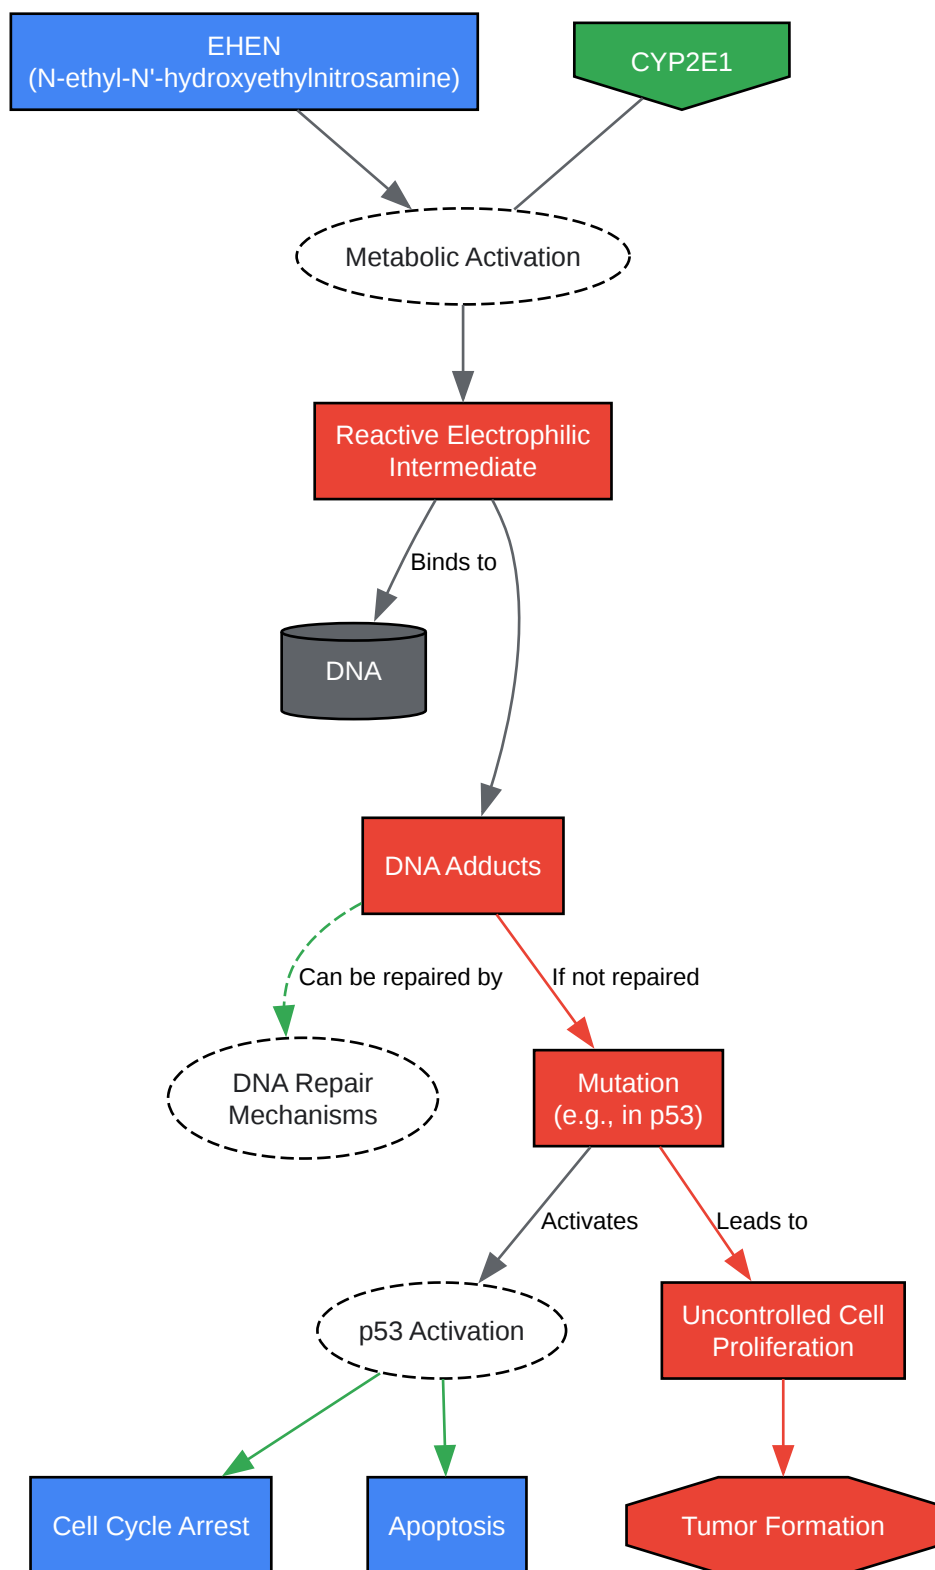 EHEN
(N-ethyl-N'-hydroxyethylnitrosamine)
CYP2E1
Metabolic Activation
Reactive Electrophilic
Intermediate
Binds to
DNA
DNA Adducts
Can be repaired by
If not repaired
DNA Repair
Mechanisms
Mutation
(e.g., in p53)
Activates
Leads to
p53 Activation
Uncontrolled Cell
Proliferation
Cell Cycle Arrest
Apoptosis
Tumor Formation